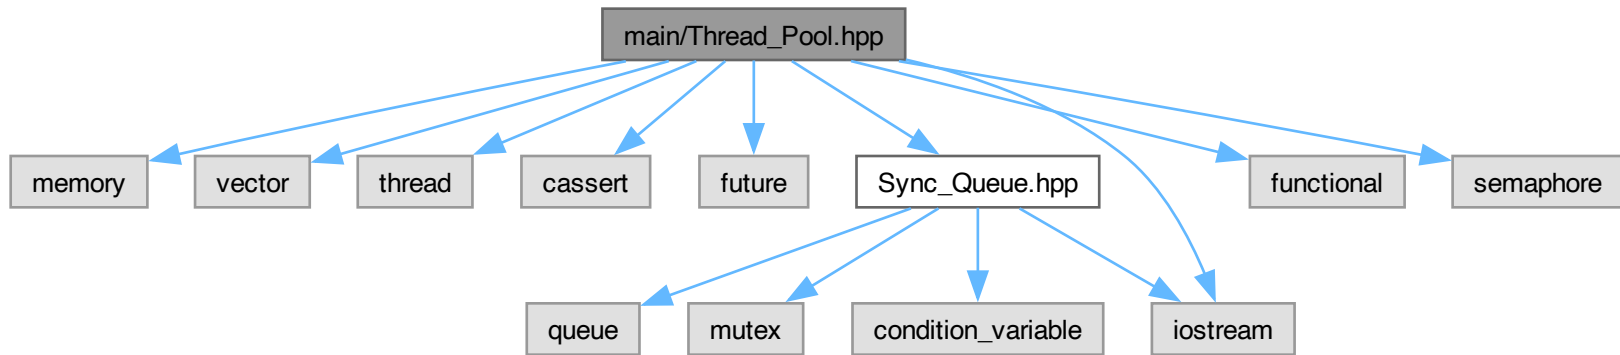 main/Thread_Pool.hpp
memory
vector
thread
cassert
future
Sync_Queue.hpp
functional
semaphore
queue
mutex
condition_variable
iostream